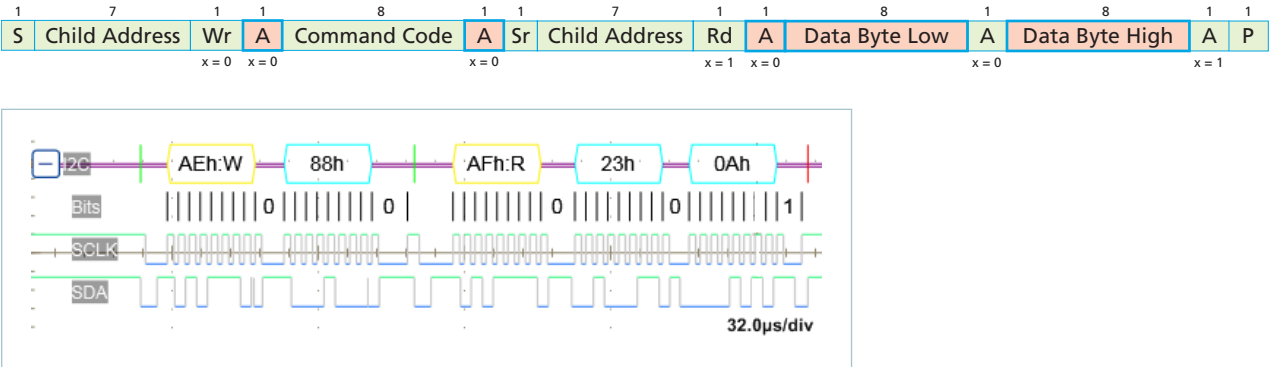 1 7 1 1 8 1 1 7 1 1 8 1 8 1 1
S Child Address Wr A Command Code A Sr Child Address Rd A Data Byte Low A Data Byte High A P
x = 0 x = 0 x = 0 x = 1 x = 0 x = 0 x = 1
I2C AEh:W 88h AFh:R 23h 0Ah
Bits 0 0 0 0 1
SCLK
SDA
32.0µs/div